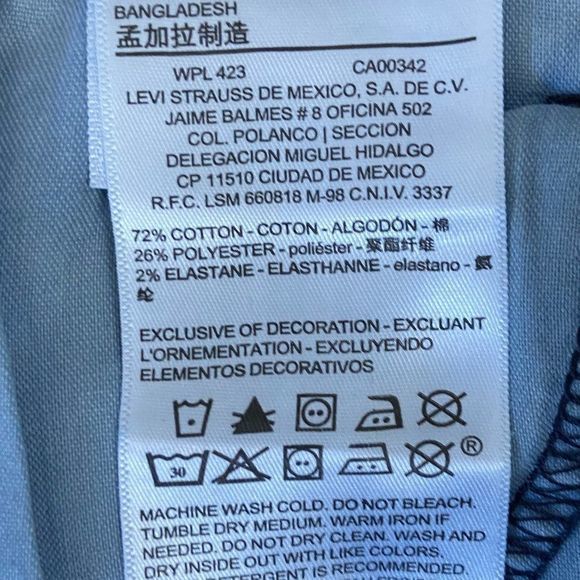 BANGLADESH
孟加拉制造
WPL 423 CA00342
LEVI STRAUSS DE MEXICO, S.A. DE C.V.
JAIME BALMES # 8 OFICINA 502
COL. POLANCO | SECCION
DELEGACION MIGUEL HIDALGO
CP 11510 CIUDAD DE MEXICO
R.F.C. LSM 660818 M-98 C.N.I.V. 3337
72% COTTON - COTON - ALGODÓN - 棉
26% POLYESTER - poliéster - 聚酯纤维
2% ELASTANE - ELASTHANNE - elastano - 氨
纶
EXCLUSIVE OF DECORATION - EXCLUANT
L'ORNEMENTATION - EXCLUYENDO
ELEMENTOS DECORATIVOS
30 ®
MACHINE WASH COLD. DO NOT BLEACH.
TUMBLE DRY MEDIUM. WARM IRON IF
NEEDED. DO NOT DRY CLEAN. WASH AND
DRY INSIDE OUT WITH LIKE COLORS.
DETERGENT IS RECOMMENDED.